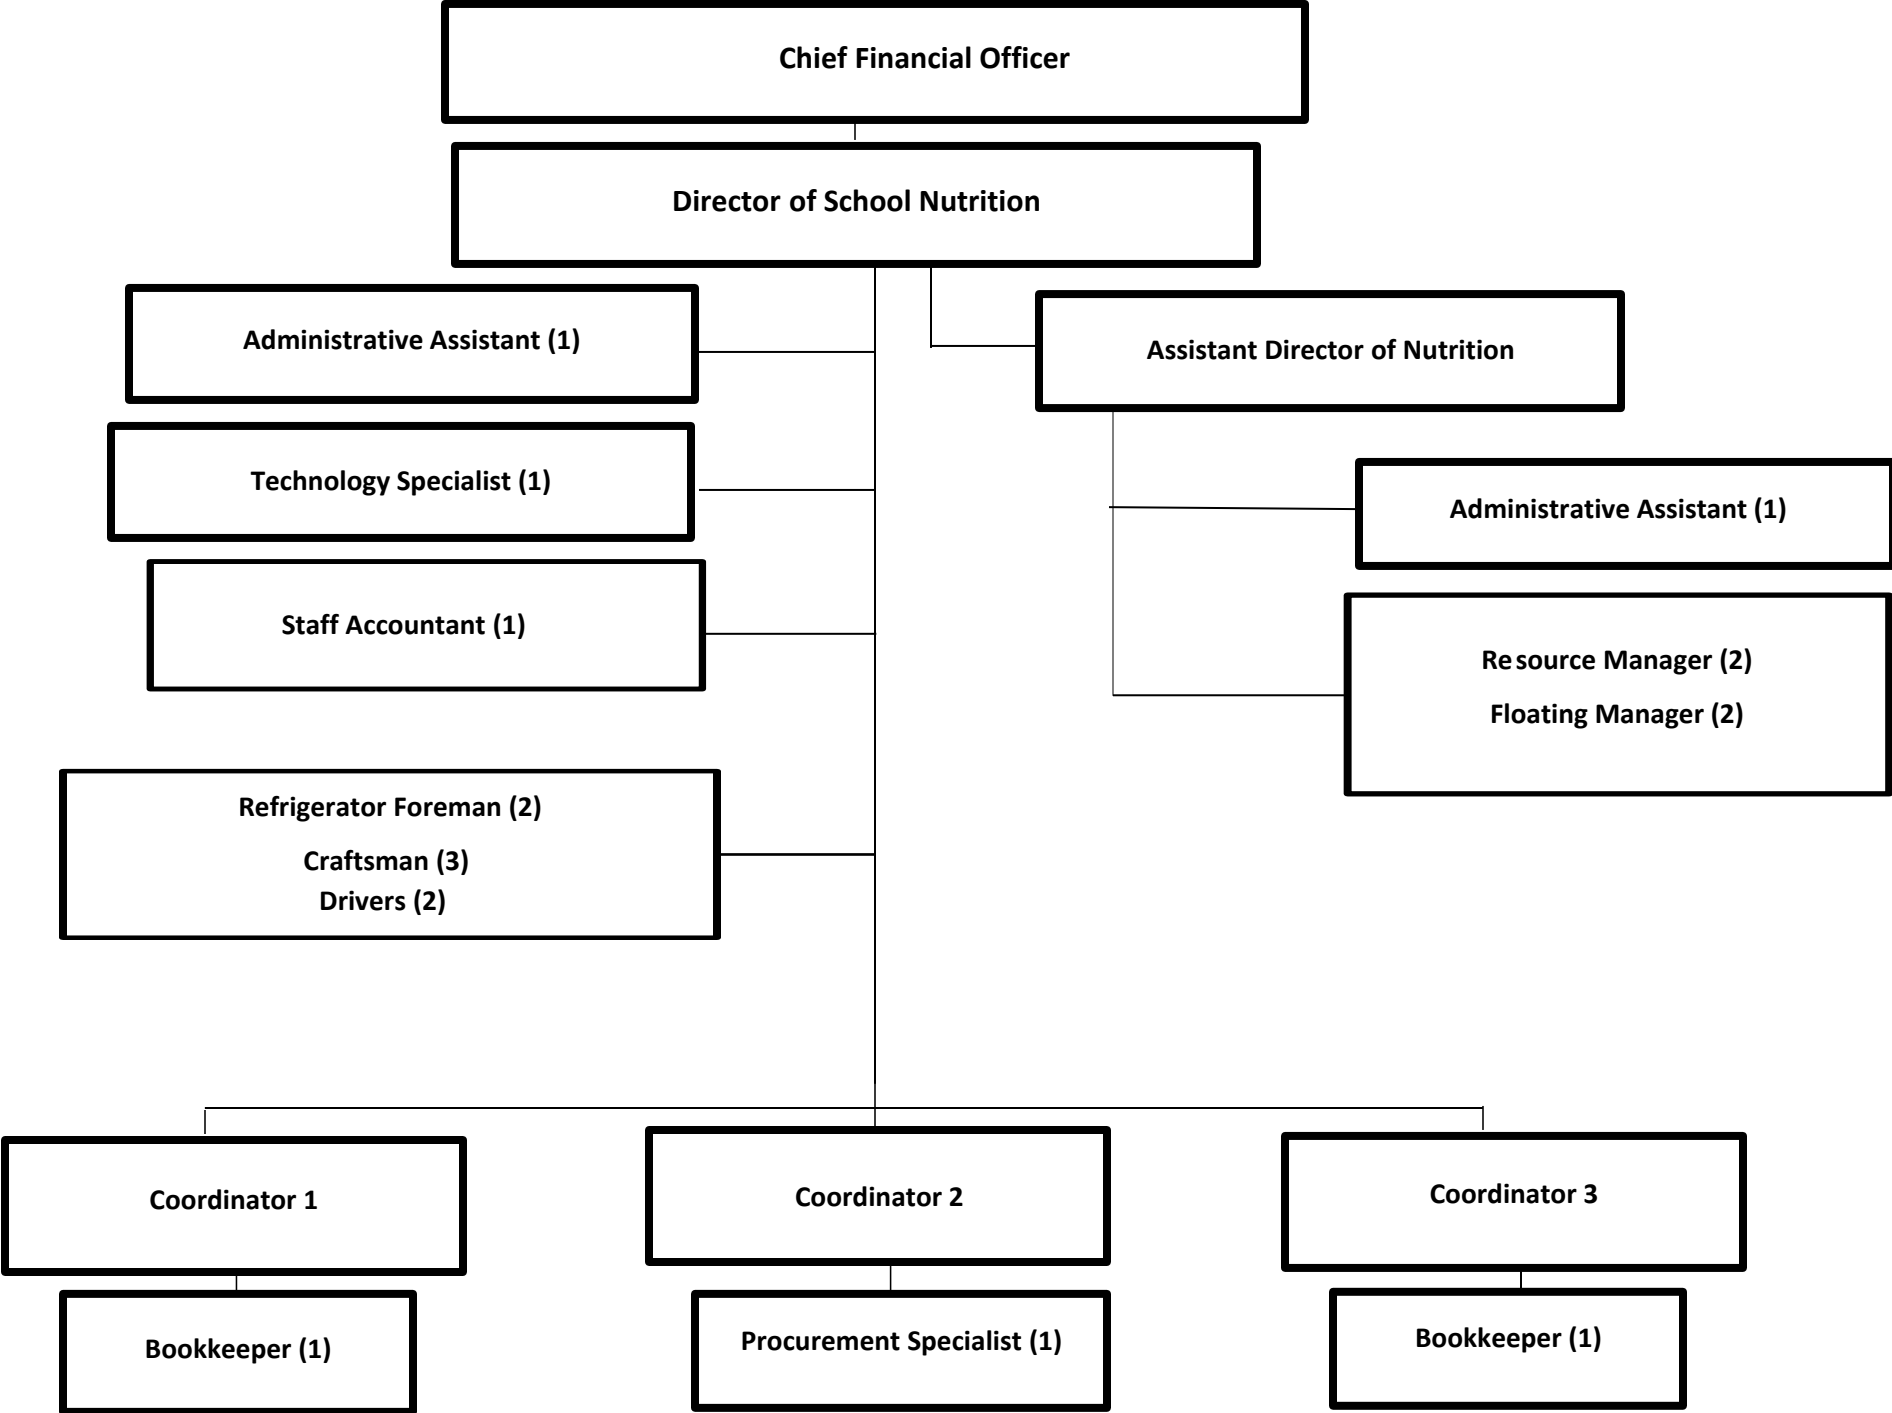 Chief Financial Officer
Director of School Nutrition
Administrative Assistant (1)
Assistant Director of Nutrition
Technology Specialist (1)
Administrative Assistant (1)
Staff Accountant (1)
Resource Manager (2)
Floating Manager (2)
Refrigerator Foreman (2)
Craftsman (3)
Drivers (2)
Coordinator 1
Coordinator 2
Coordinator 3
Bookkeeper (1)
Procurement Specialist (1)
Bookkeeper (1)